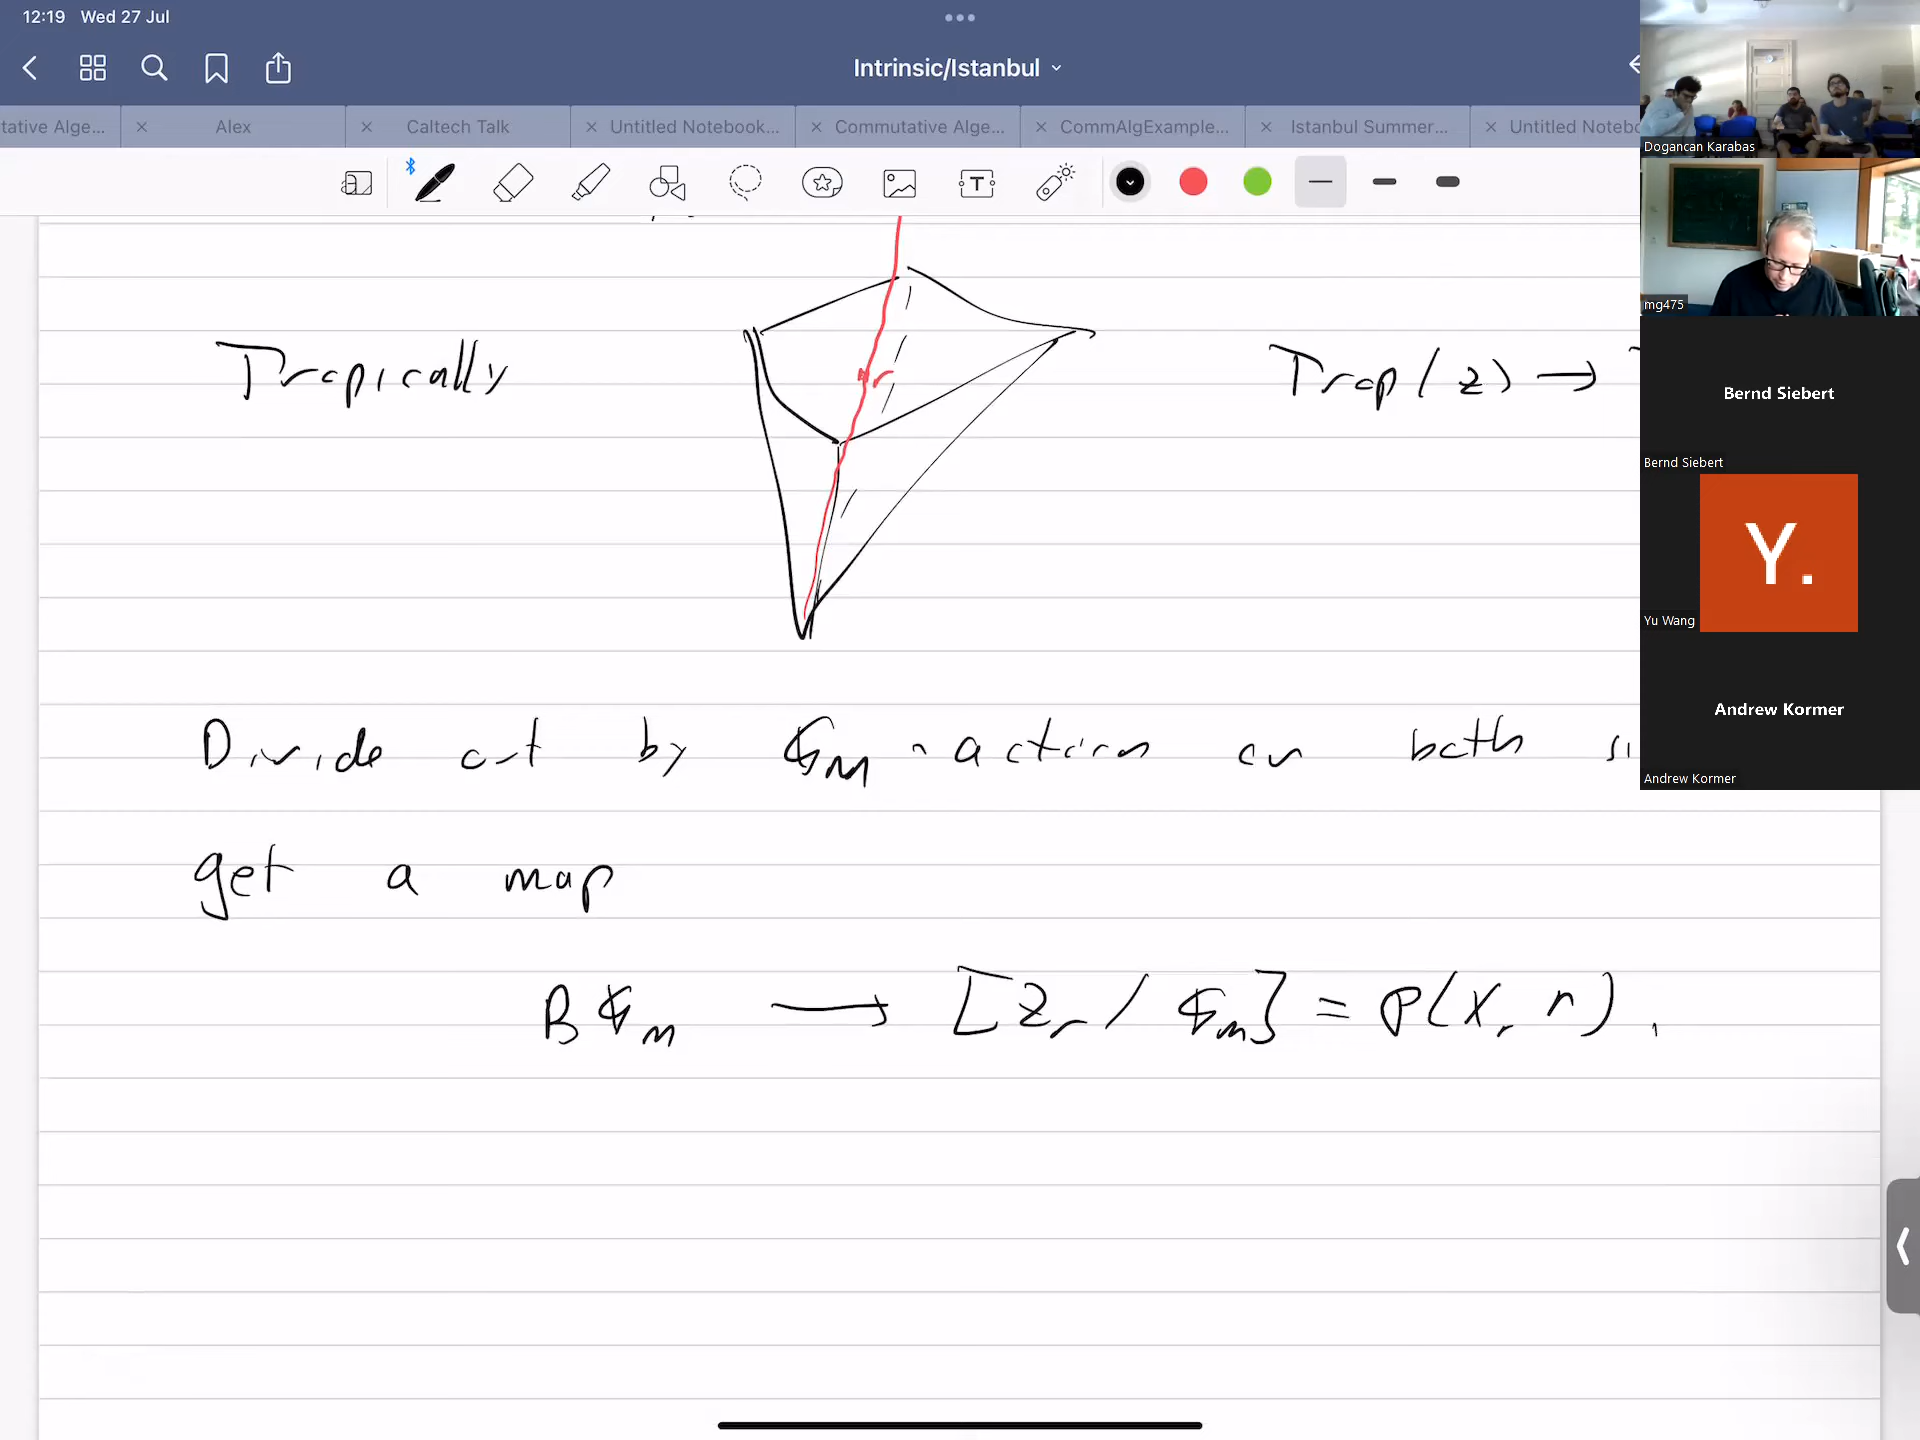 12:19 Wed 27 Jul
Intrinsic/Istanbul
tative Alge...
Alex
Caltech Talk
Untitled Notebook...
Commutative Alge...
CommAlgExample...
Istanbul Summer...
Untitled Notebo
Dogancan Karabas
mg475
Bernd Siebert
Bernd Siebert
Y.
Yu Wang
Andrew Kormer
Andrew Kormer
Tropically
r
Trop(Z) →
Divide out by 𝔾m-action on both si
get a map
B𝔾m ⟶ [Zr / 𝔾m] = P(X, r).